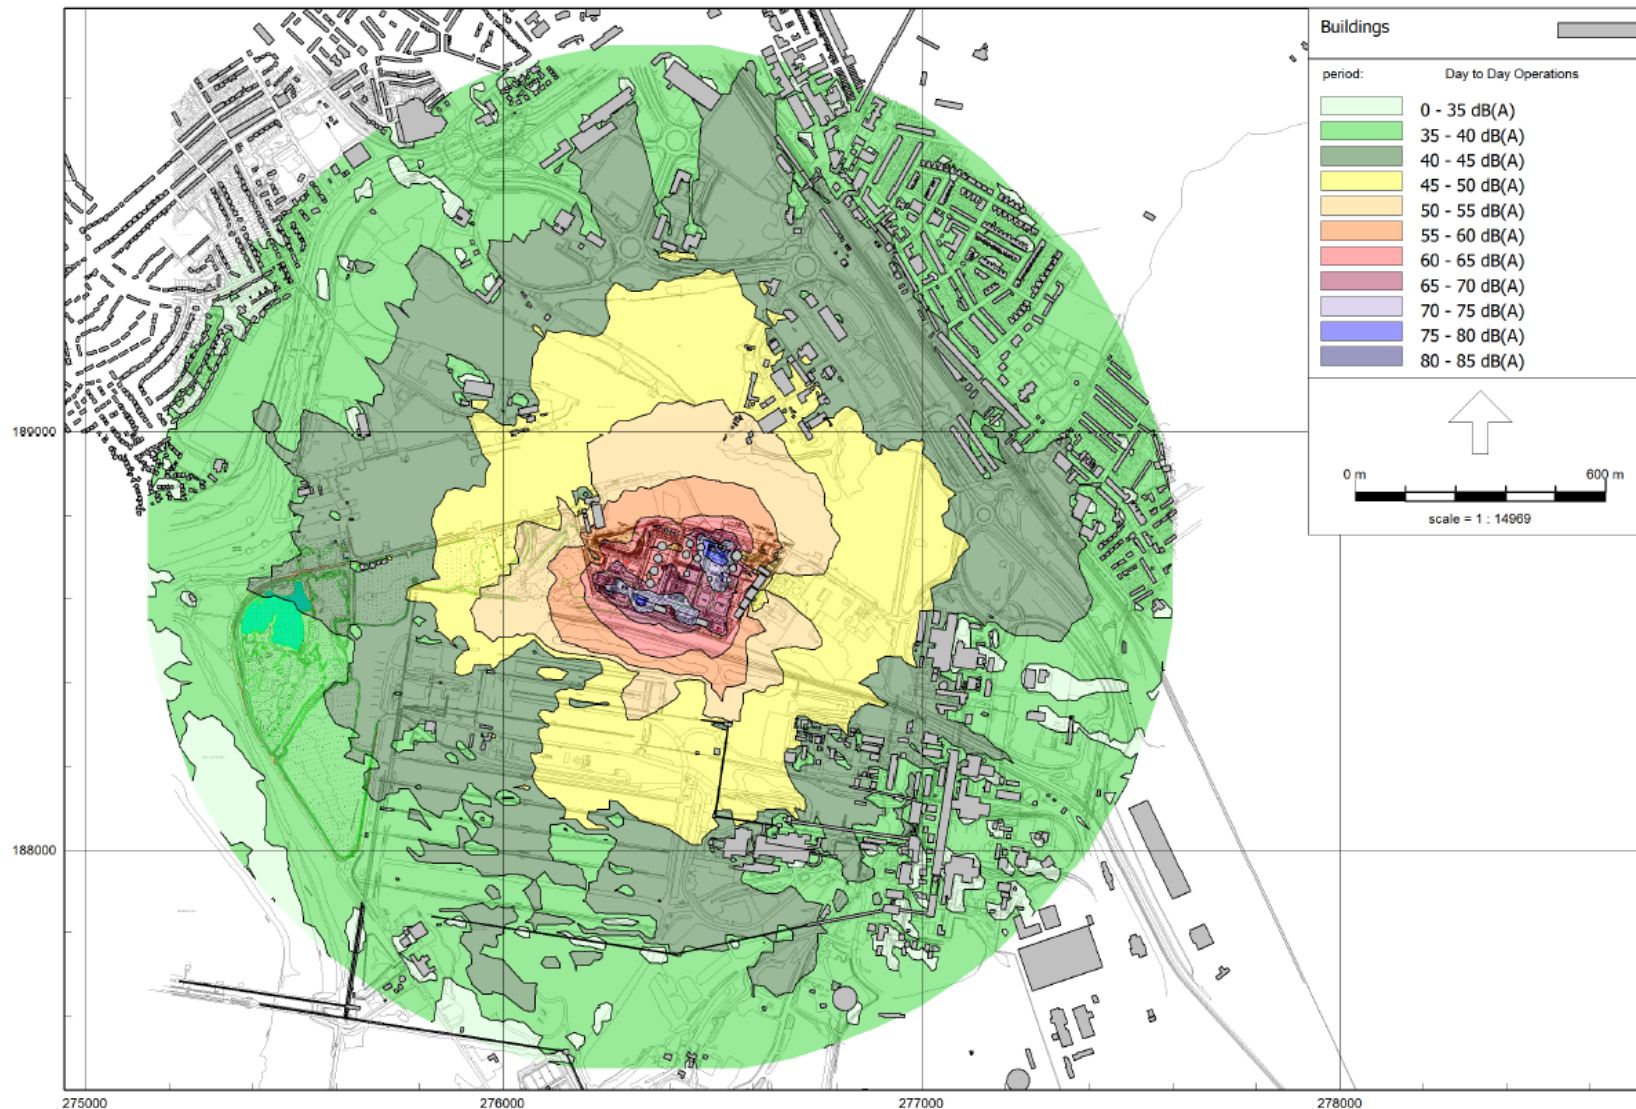 Buildings
period: Day to Day Operations
0 - 35 dB(A)
35 - 40 dB(A)
40 - 45 dB(A)
45 - 50 dB(A)
50 - 55 dB(A)
55 - 60 dB(A)
60 - 65 dB(A)
65 - 70 dB(A)
70 - 75 dB(A)
75 - 80 dB(A)
80 - 85 dB(A)
0 m 600 m
scale = 1 : 14969
189000
188000
275000 276000 277000 278000